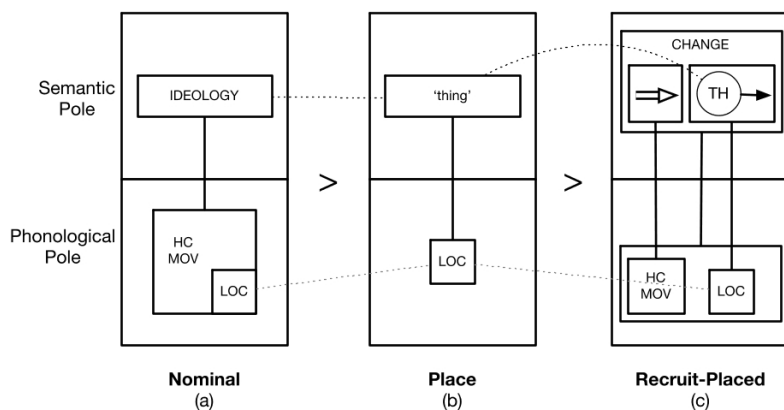 Semantic
Pole
Phonological
Pole
IDEOLOGY
HC
MOV
LOC
Nominal
(a)
>
'thing'
LOC
Place
(b)
>
CHANGE
TH
HC
MOV
LOC
Recruit-Placed
(c)